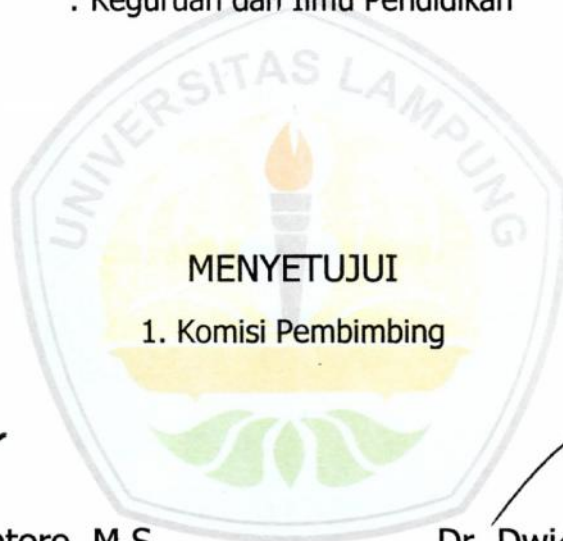 : Keguruan dan Ilmu Pendidikan
UNIVERSITAS LAMPUNG
MENYETUJUI
1. Komisi Pembimbing
M.S.
Dr.